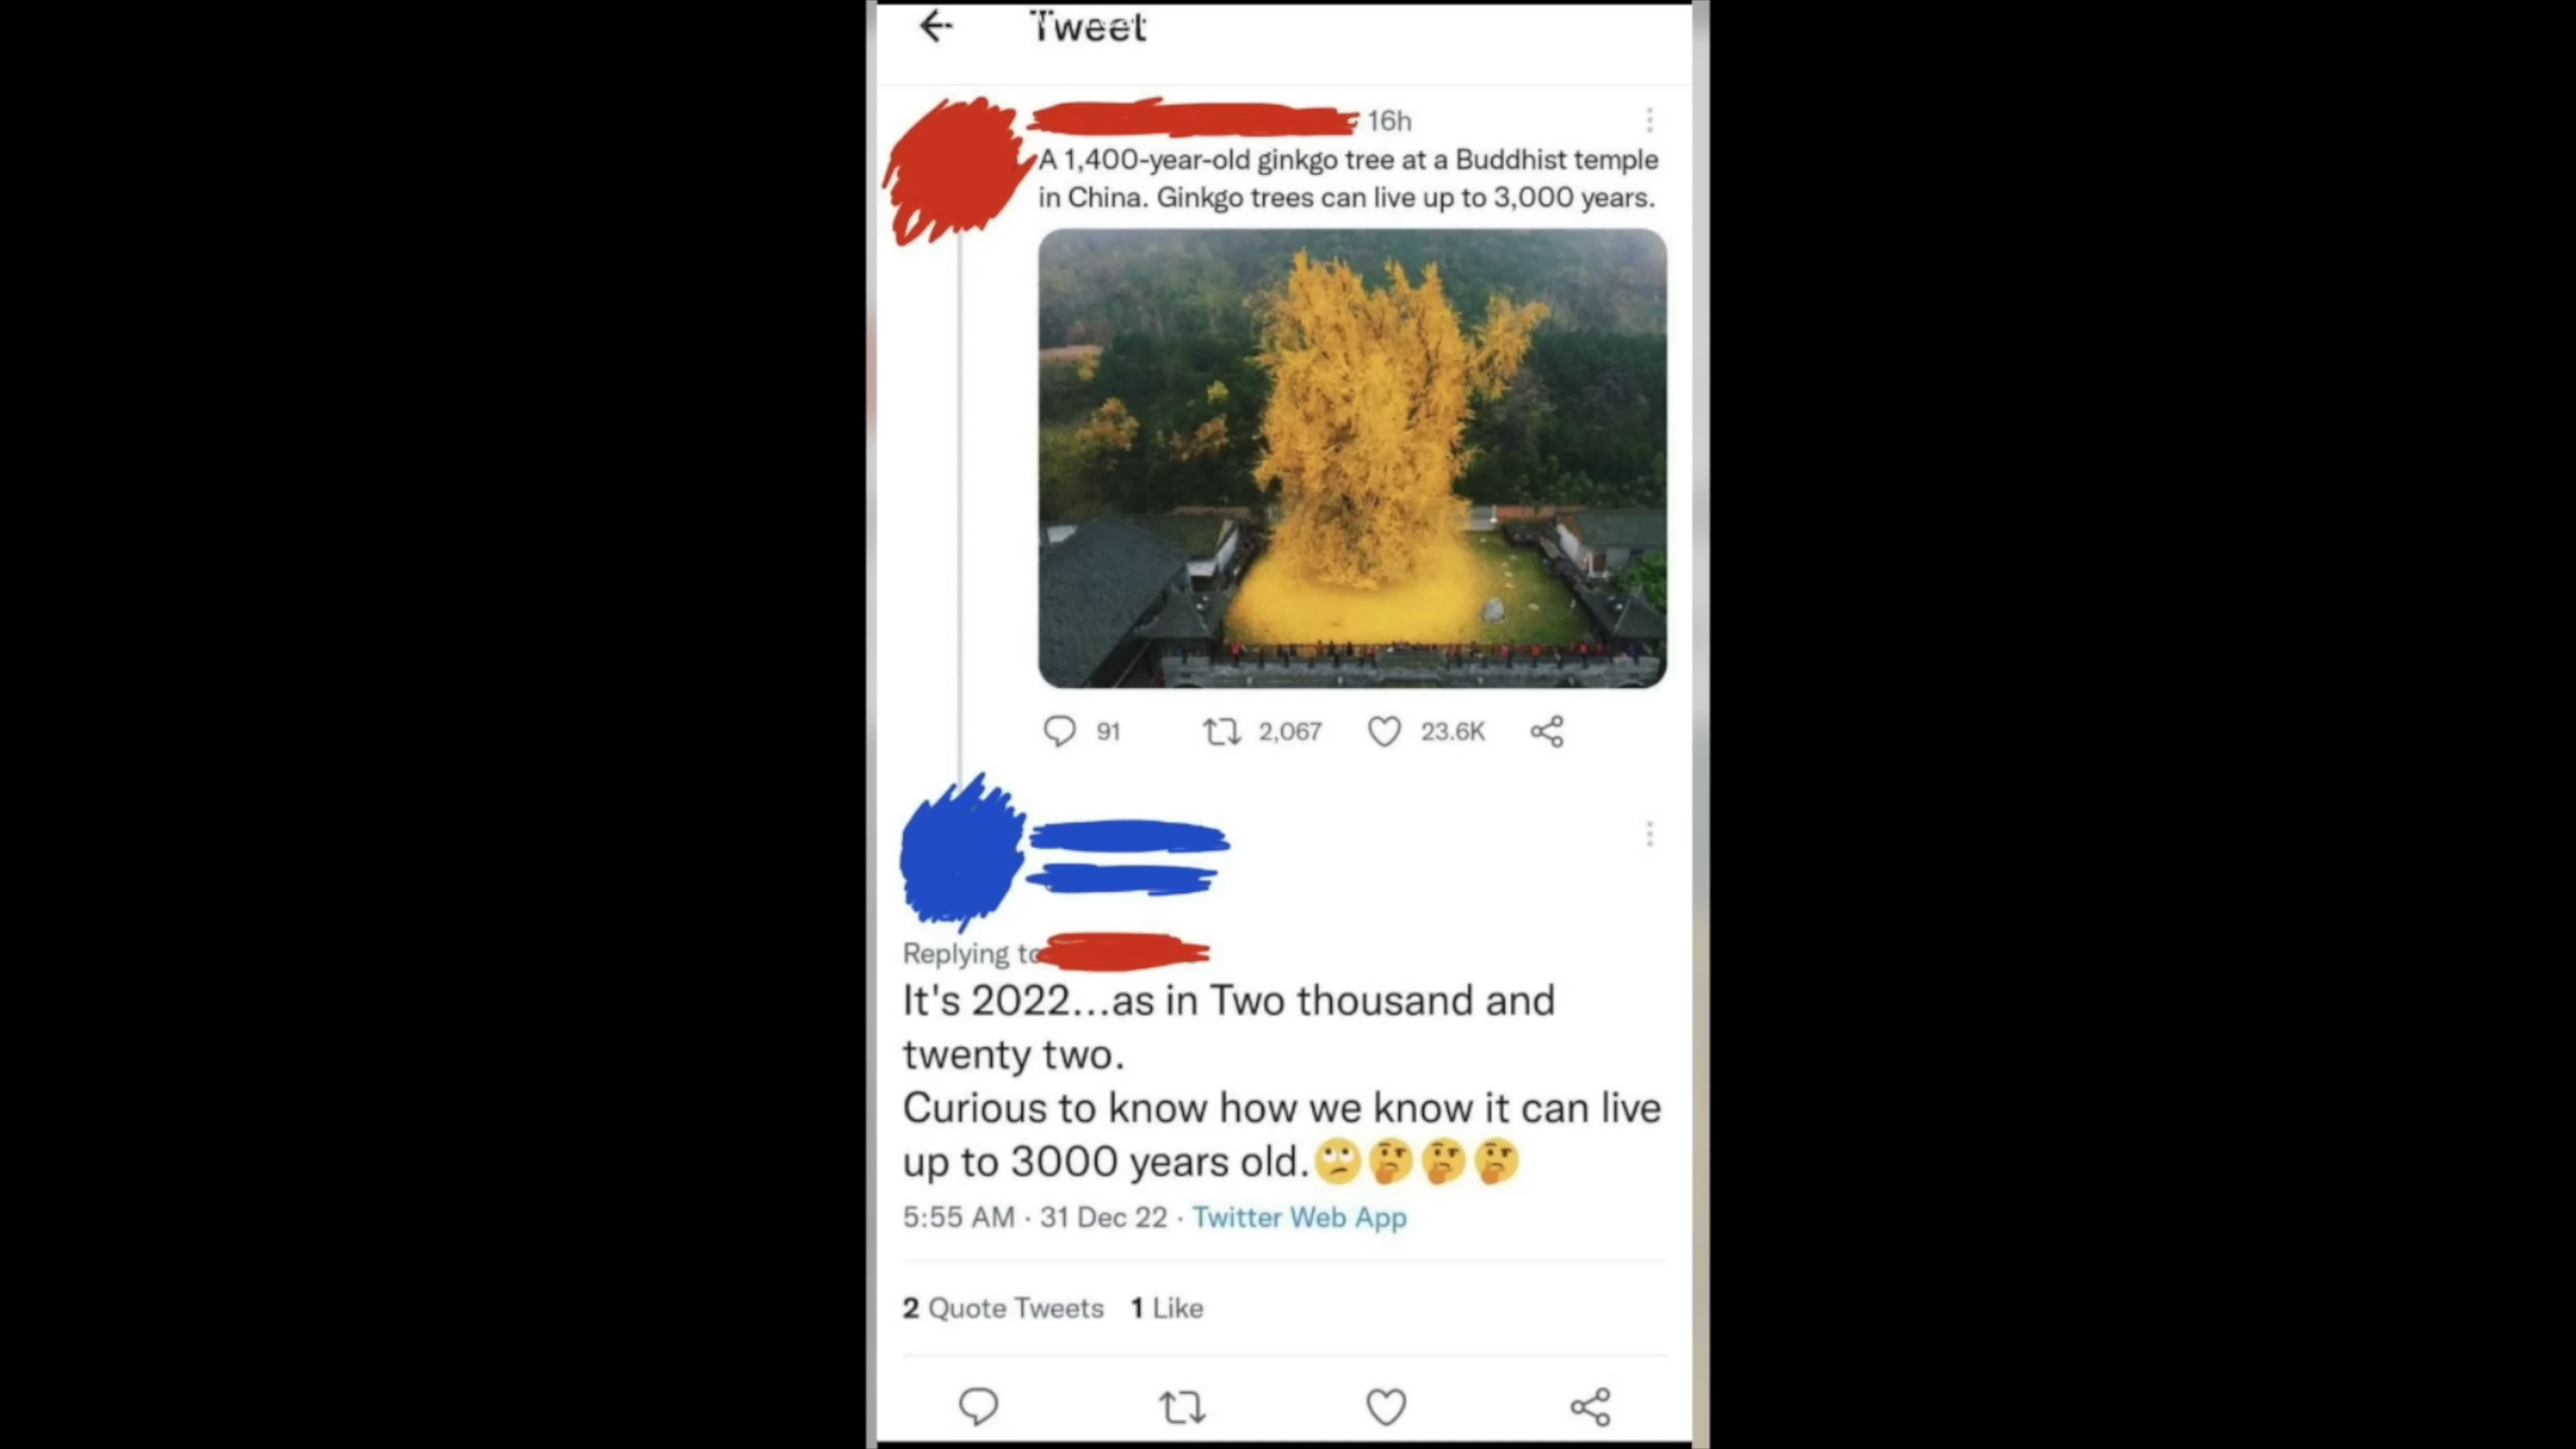 Tweet
16h
A 1,400-year-old ginkgo tree at a Buddhist temple
in China. Ginkgo trees can live up to 3,000 years.
91 2,067 23.6K
Replying to
It's 2022...as in Two thousand and
twenty two.
Curious to know how we know it can live
up to 3000 years old.🙄🤔🤔🤔
5:55 AM · 31 Dec 22 · Twitter Web App
2 Quote Tweets 1 Like